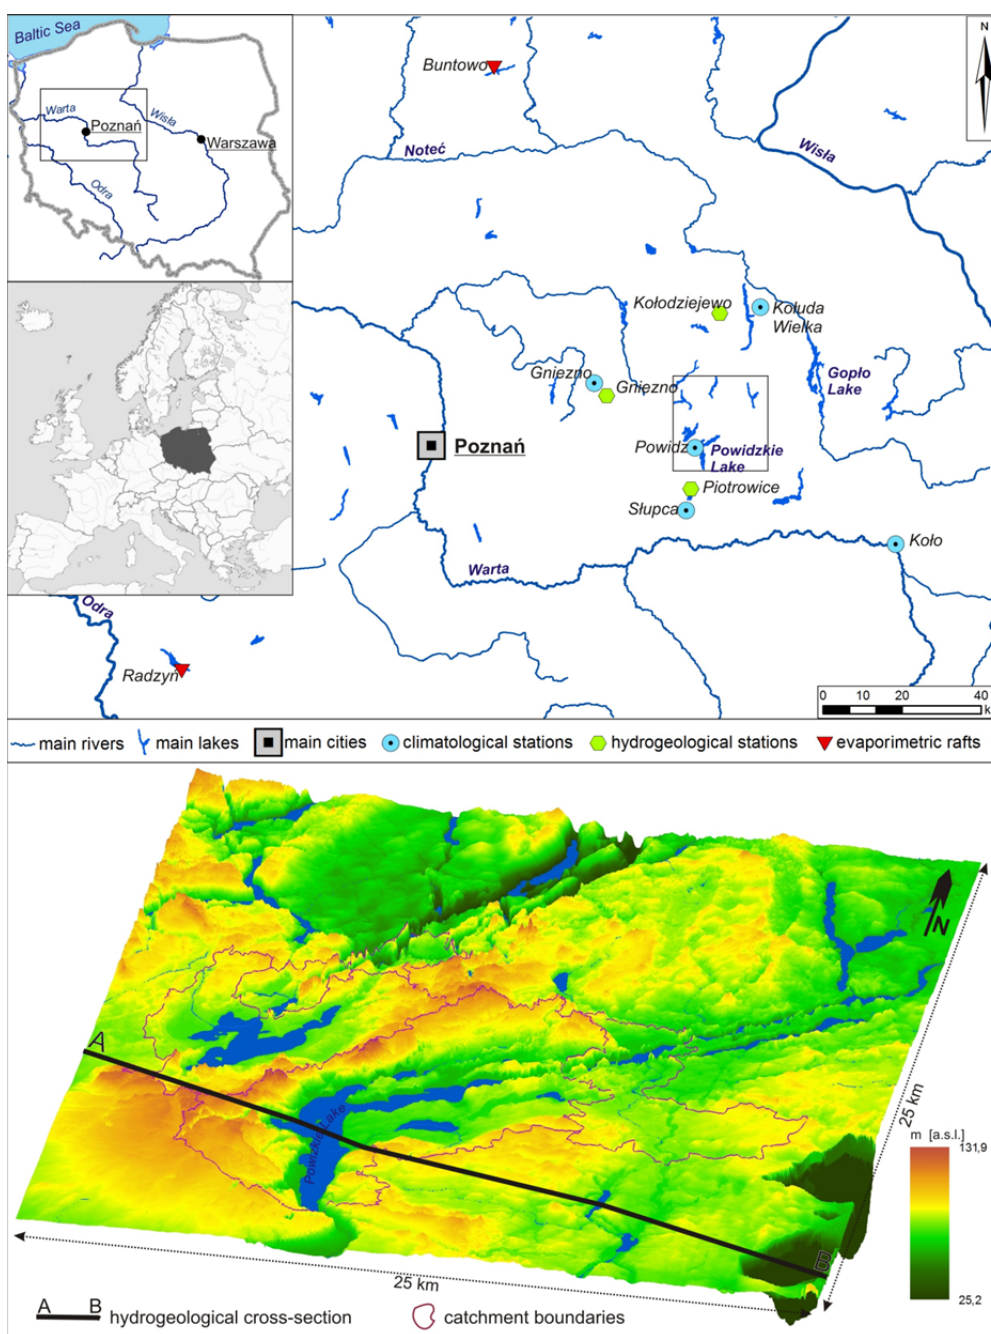 Baltic Sea
Warta
Poznań
Wisła
Warszawa
Odra
Buntowo
Noteć
Wisła
N
Kołodziejewo
Kołuda
Wielka
Gniezno
Gniezno
Gopło
Lake
Poznań
Powidz
Powidzkie
Lake
Piotrowice
Słupca
Koło
Warta
Odra
Radzyń
0 10 20 40
k
main rivers
main lakes
main cities
climatological stations
hydrogeological stations
evaporimetric rafts
N
A
Powizkie Lake
B
25 km
25 km
m [a.s.l.]
131,9
25,2
A B
hydrogeological cross-section
catchment boundaries